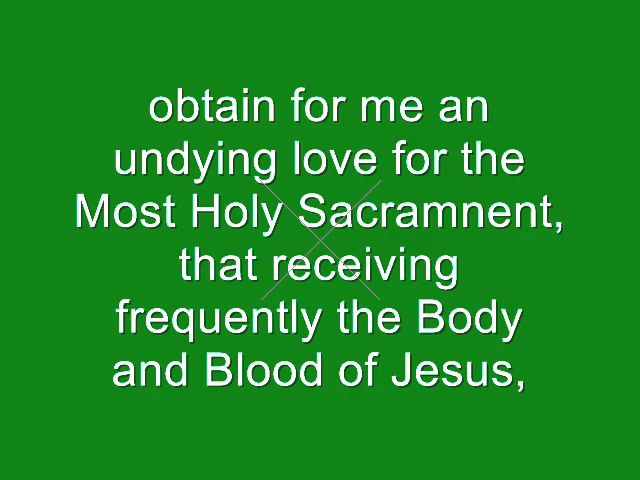 obtain for me an
undying love for the
Most Holy Sacramnent,
that receiving
frequently the Body
and Blood of Jesus,